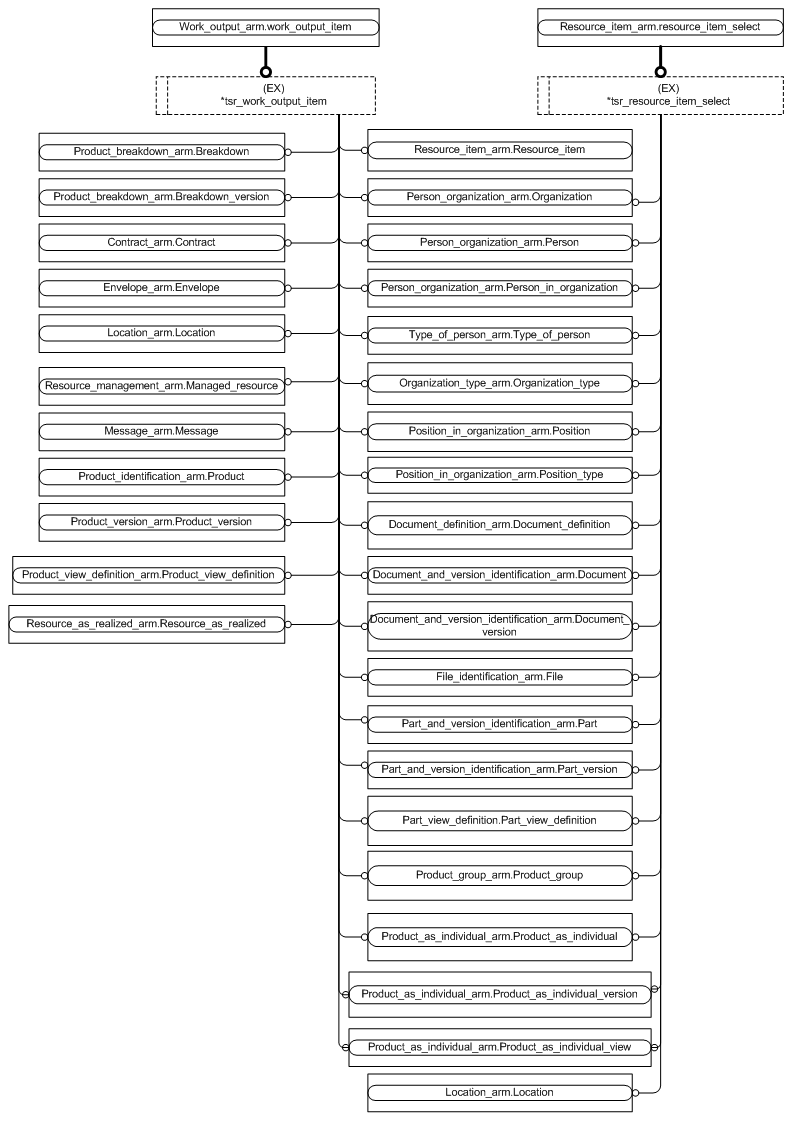 Work_output_arm.work_output_item
Resource_item_arm.resource_item_select
(EX)
*tsr_work_output_item
(EX)
*tsr_resource_item_select
Product_breakdown_arm.Breakdown
Resource_item_arm.Resource_item
Product_breakdown_arm.Breakdown_version
Person_organization_arm.Organization
Contract_arm.Contract
Person_organization_arm.Person
Envelope_arm.Envelope
Person_organization_arm.Person_in_organization
Location_arm.Location
Type_of_person_arm.Type_of_person
Resource_management_arm.Managed_resource
Organization_type_arm.Organization_type
Message_arm.Message
Position_in_organization_arm.Position
Product_identification_arm.Product
Position_in_organization_arm.Position_type
Product_version_arm.Product_version
Document_definition_arm.Document_definition
Product_view_definition_arm.Product_view_definition
Document_and_version_identification_arm.Document
Resource_as_realized_arm.Resource_as_realized
Document_and_version_identification_arm.Document_
version
File_identification_arm.File
Part_and_version_identification_arm.Part
Part_and_version_identification_arm.Part_version
Part_view_definition.Part_view_definition
Product_group_arm.Product_group
Product_as_individual_arm.Product_as_individual
Product_as_individual_arm.Product_as_individual_version
Product_as_individual_arm.Product_as_individual_view
Location_arm.Location